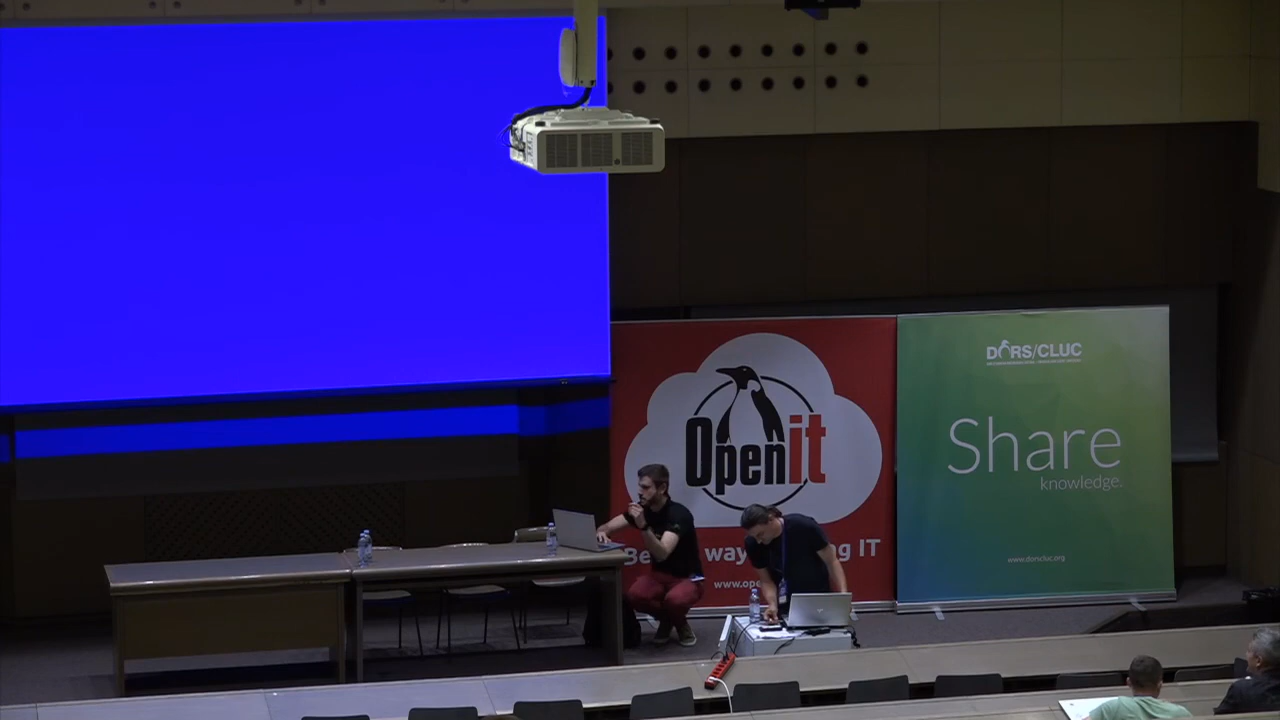 Openit
Be way g IT
www.ope
DORS/CLUC
Share
knowledge.
www.dorscluc.org